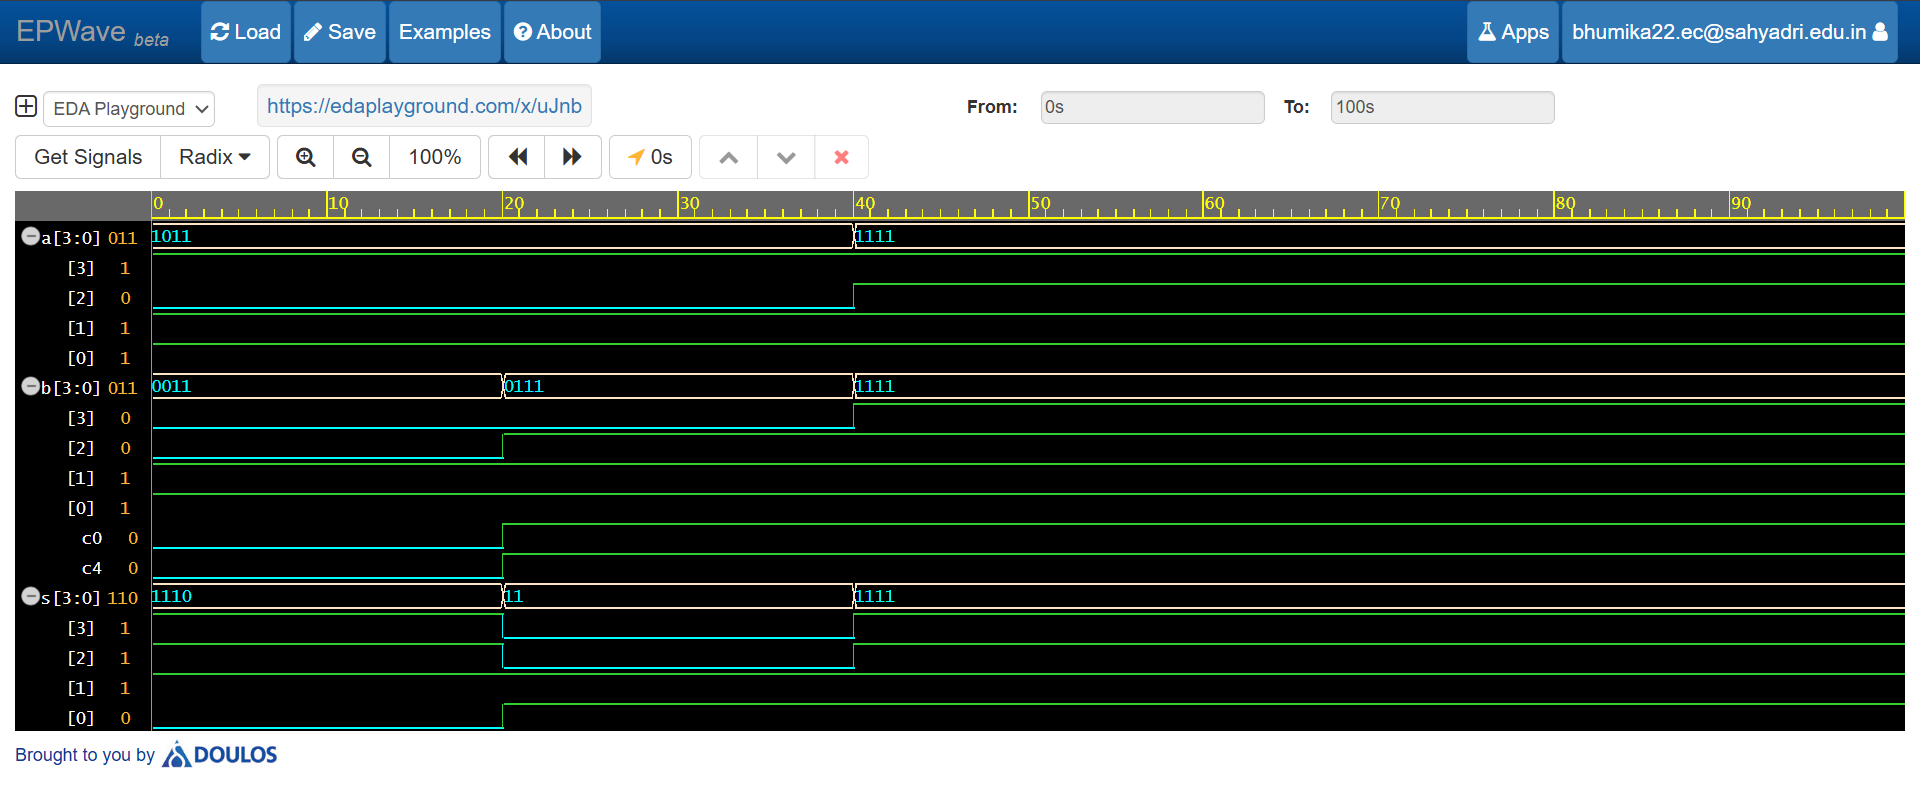 EPWave beta Load Save Examples About Apps bhumika22.ec@sahyadri.edu.in
EDA Playground https://edaplayground.com/x/uJnb From: 0s To: 100s
Get Signals Radix 100% 0s
0 10 20 30 40 50 60 70 80 90
a[3:0] 011 1011 1111
[3] 1
[2] 0
[1] 1
[0] 1
b[3:0] 011 0011 0111 1111
[3] 0
[2] 0
[1] 1
[0] 1
c0 0
c4 0
s[3:0] 110 1110 11 1111
[3] 1
[2] 1
[1] 1
[0] 0
Brought to you by DOULOS